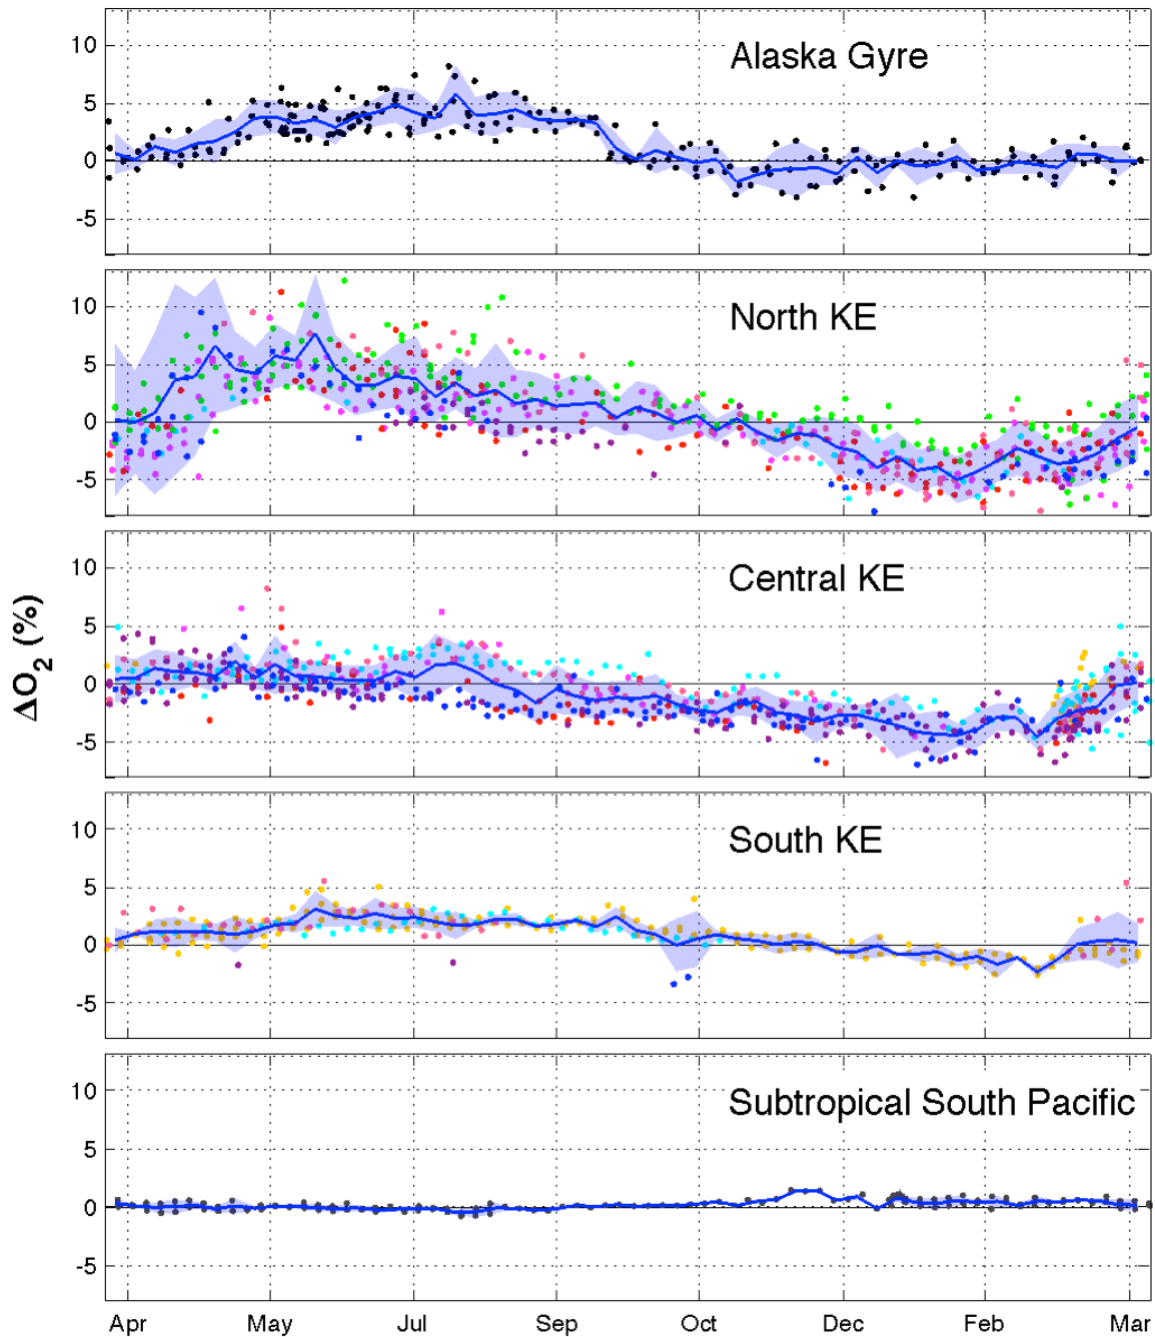 Alaska Gyre
10
5
0
-5
North KE
10
5
0
-5
Central KE
10
5
0
-5
ΔO₂ (%)
South KE
10
5
0
-5
Subtropical South Pacific
10
5
0
-5
Apr May Jul Sep Oct Dec Feb Mar